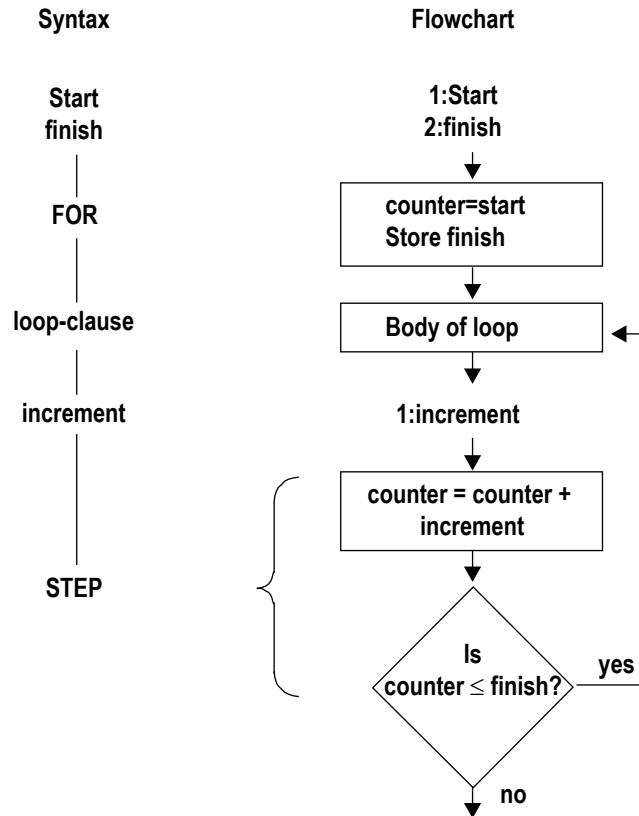 Syntax
Flowchart
Start
finish
FOR
loop-clause
increment
STEP
1:Start
2:finish
counter=start
Store finish
Body of loop
1:increment
counter = counter +
increment
Is
counter ≤ finish?
yes
no